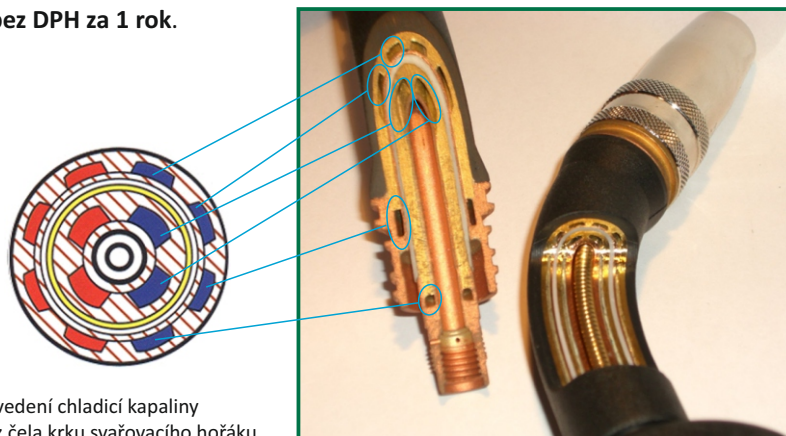 bez DPH za 1 rok.
vedení chladicí kapaliny
z čela krku svařovacího hořáku